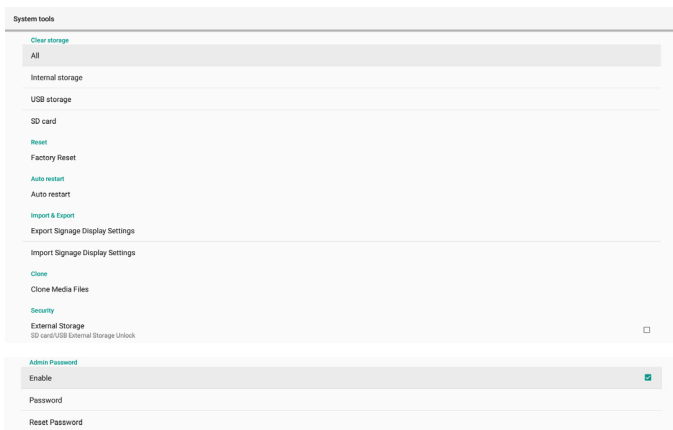 System tools
Clear storage
All
Internal storage
USB storage
SD card
Reset
Factory Reset
Auto restart
Auto restart
Import & Export
Export Signage Display Settings
Import Signage Display Settings
Clone
Clone Media Files
Security
External Storage
SD card/USB External Storage Unlock
Admin Password
Enable
Password
Reset Password